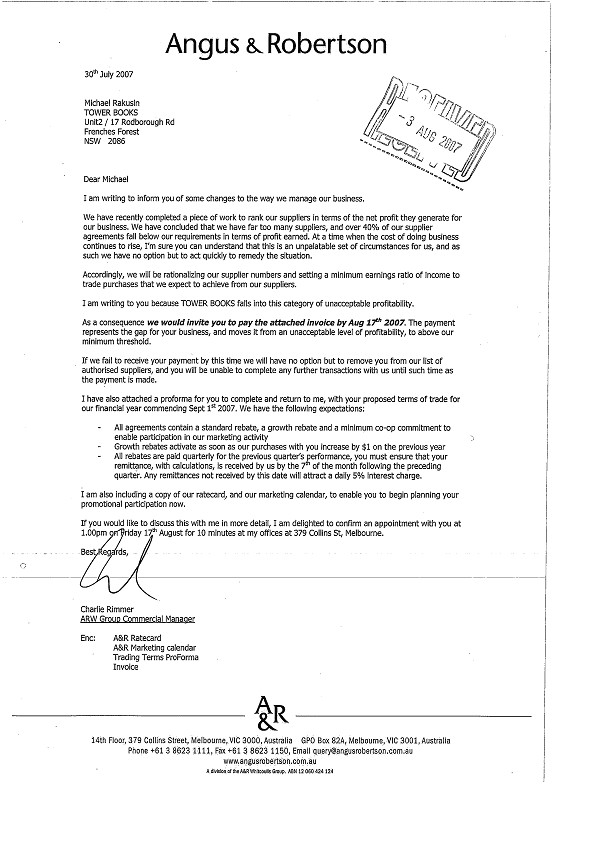 Angus & Robertson
30th July 2007
Michael Rakusin
TOWER BOOKS
Unit2 / 17 Rodborough Rd
Frenches Forest
NSW 2086
- 3 AUG 2007
Dear Michael
I am writing to inform you of some changes to the way we manage our business.
We have recently completed a piece of work to rank our suppliers in terms of the net profit they generate for
our business. We have concluded that we have far too many suppliers, and over 40% of our supplier
agreements fall below our requirements in terms of profit earned. At a time when the cost of doing business
continues to rise, I'm sure you can understand that this is an unpalatable set of circumstances for us, and as
such we have no option but to act quickly to remedy the situation.
Accordingly, we will be rationalizing our supplier numbers and setting a minimum earnings ratio of income to
trade purchases that we expect to achieve from our suppliers.
I am writing to you because TOWER BOOKS falls into this category of unacceptable profitability.
As a consequence we would invite you to pay the attached invoice by Aug 17th 2007. The payment
represents the gap for your business, and moves it from an unacceptable level of profitability, to above our
minimum threshold.
If we fail to receive your payment by this time we will have no option but to remove you from our list of
authorised suppliers, and you will be unable to complete any further transactions with us until such time as
the payment is made.
I have also attached a proforma for you to complete and return to me, with your proposed terms of trade for
our financial year commencing Sept 1st 2007. We have the following expectations:
- All agreements contain a standard rebate, a growth rebate and a minimum co-op commitment to
enable participation in our marketing activity
- Growth rebates activate as soon as our purchases with you increase by $1 on the previous year
- All rebates are paid quarterly for the previous quarter's performance, you must ensure that your
remittance, with calculations, is received by us by the 7th of the month following the preceding
quarter. Any remittances not received by this date will attract a daily 5% interest charge.
I am also including a copy of our ratecard, and our marketing calendar, to enable you to begin planning your
promotional participation now.
If you would like to discuss this with me in more detail, I am delighted to confirm an appointment with you at
1.00pm on Friday 17th August for 10 minutes at my offices at 379 Collins St, Melbourne.
Best Regards,
Charlie Rimmer
ARW Group Commercial Manager
Enc: A&R Ratecard
A&R Marketing calendar
Trading Terms ProForma
Invoice
A&R
14th Floor, 379 Collins Street, Melbourne, VIC 3000, Australia GPO Box 82A, Melbourne, VIC 3001, Australia
Phone +61 3 8623 1111, Fax +61 3 8623 1150, Email query@angusrobertson.com.au
www.angusrobertson.com.au
A division of the A&R Whitcoulls Group. ABN 12 060 424 124